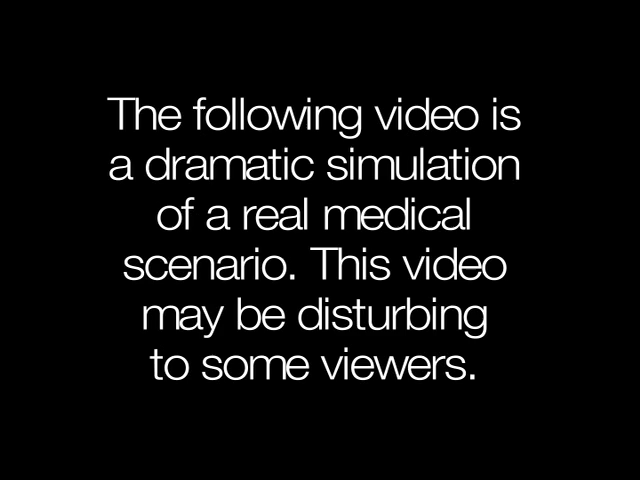 The following video is
a dramatic simulation
of a real medical
scenario. This video
may be disturbing
to some viewers.